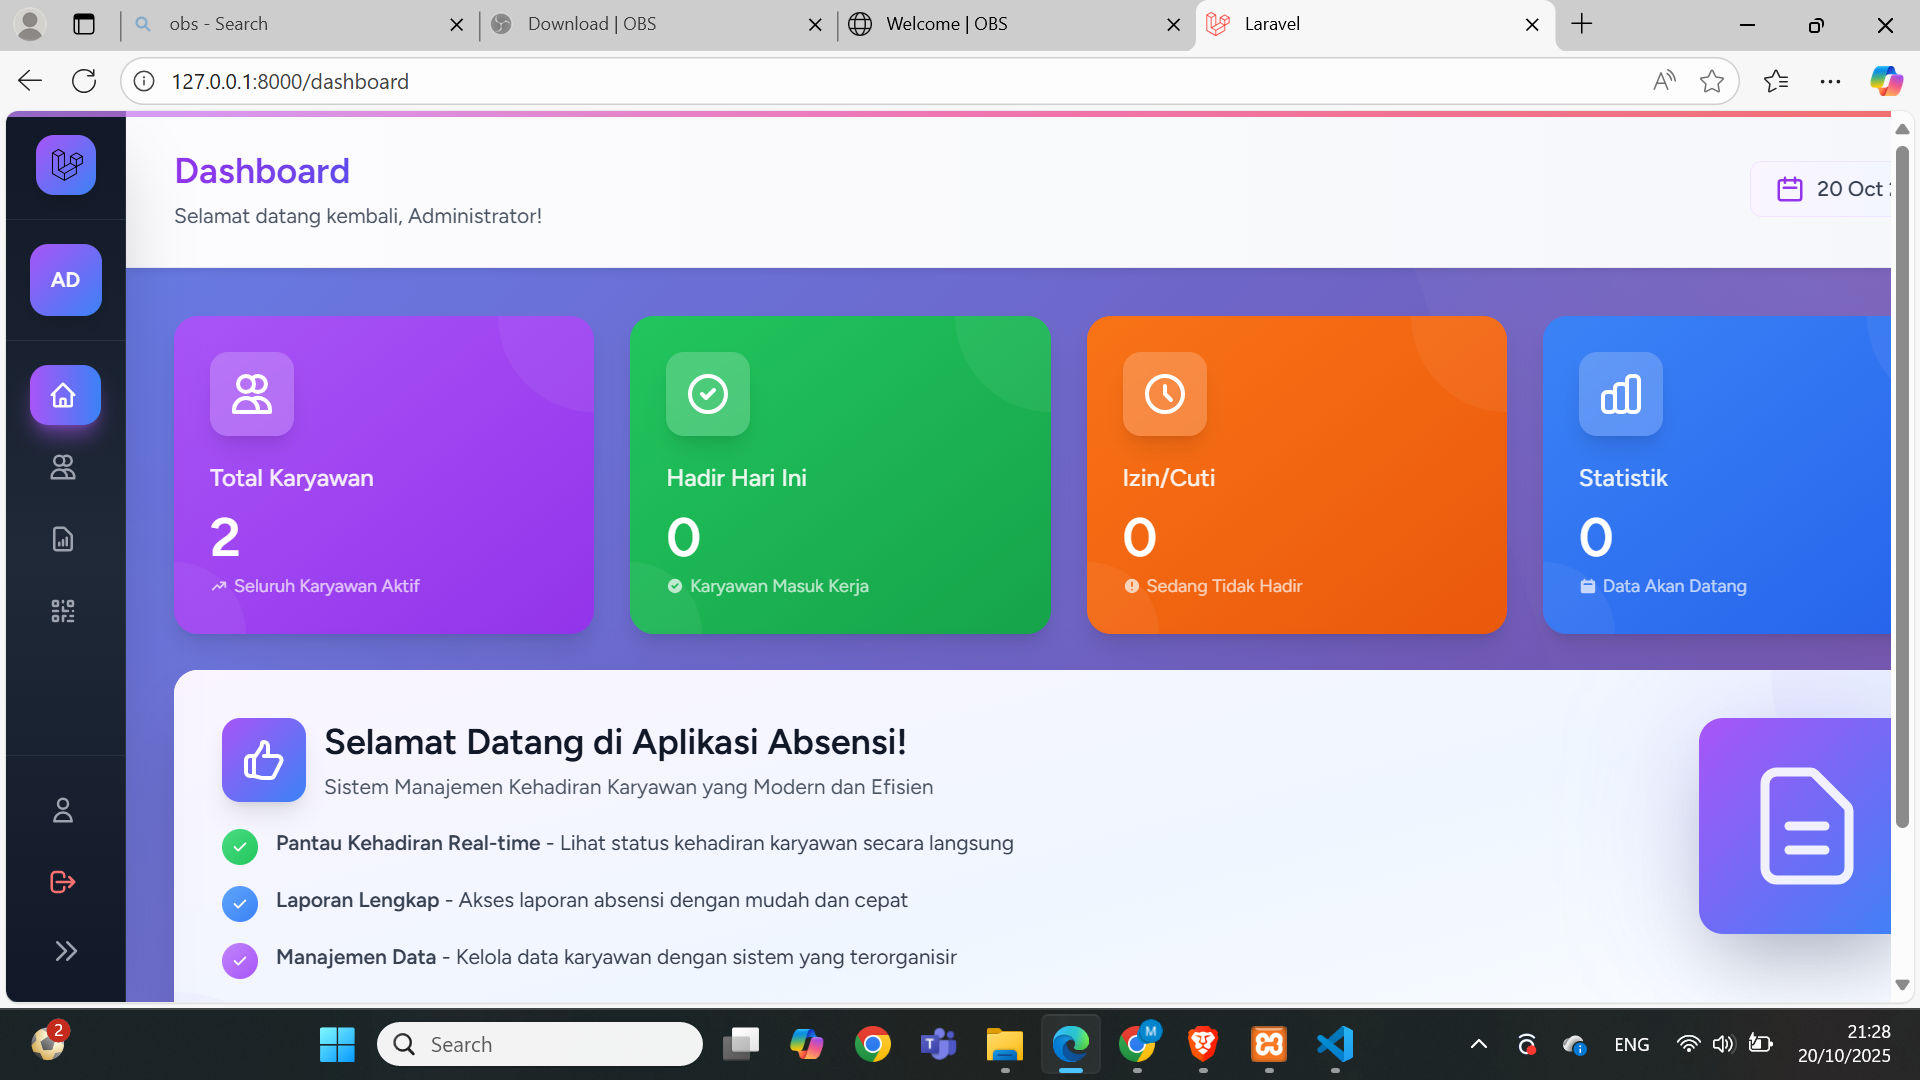 obs - Search
Download | OBS
Welcome | OBS
Laravel
127.0.0.1:8000/dashboard
Dashboard
Selamat datang kembali, Administrator!
20 Oct
AD
Total Karyawan
2
Seluruh Karyawan Aktif
Hadir Hari Ini
0
Karyawan Masuk Kerja
Izin/Cuti
0
Sedang Tidak Hadir
Statistik
0
Data Akan Datang
Selamat Datang di Aplikasi Absensi!
Sistem Manajemen Kehadiran Karyawan yang Modern dan Efisien
Pantau Kehadiran Real-time - Lihat status kehadiran karyawan secara langsung
Laporan Lengkap - Akses laporan absensi dengan mudah dan cepat
Manajemen Data - Kelola data karyawan dengan sistem yang terorganisir
2
Search
M
ENG
21:28
20/10/2025